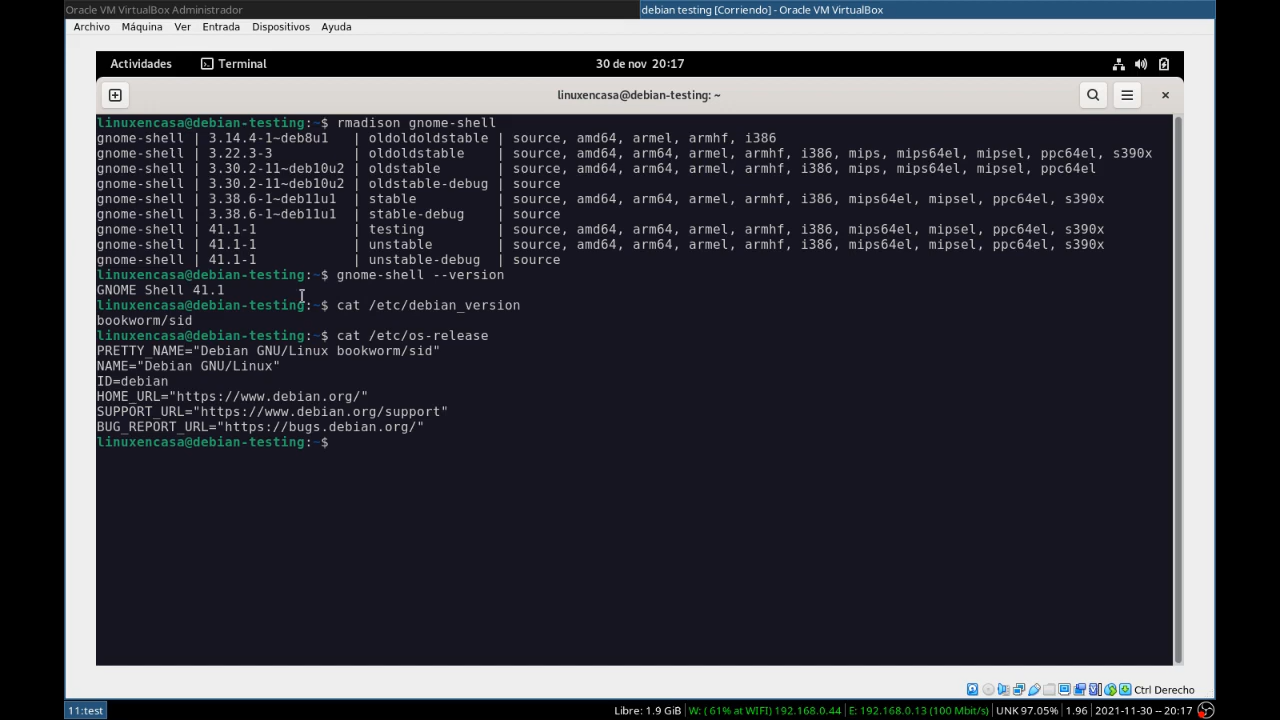 Oracle VM VirtualBox Administrador
debian testing [Corriendo] - Oracle VM VirtualBox
Archivo Máquina Ver Entrada Dispositivos Ayuda
Actividades Terminal 30 de nov 20:17
linuxencasa@debian-testing: ~
linuxencasa@debian-testing:~$ rmadison gnome-shell
gnome-shell | 3.14.4-1~deb8u1   | oldoldoldstable | source, amd64, armel, armhf, i386
gnome-shell | 3.22.3-3          | oldoldstable    | source, amd64, arm64, armel, armhf, i386, mips, mips64el, mipsel, ppc64el, s390x
gnome-shell | 3.30.2-11~deb10u2 | oldstable       | source, amd64, arm64, armel, armhf, i386, mips, mips64el, mipsel, ppc64el
gnome-shell | 3.30.2-11~deb10u2 | oldstable-debug | source
gnome-shell | 3.38.6-1~deb11u1  | stable          | source, amd64, arm64, armel, armhf, i386, mips64el, mipsel, ppc64el, s390x
gnome-shell | 3.38.6-1~deb11u1  | stable-debug    | source
gnome-shell | 41.1-1            | testing         | source, amd64, arm64, armel, armhf, i386, mips64el, mipsel, ppc64el, s390x
gnome-shell | 41.1-1            | unstable        | source, amd64, arm64, armel, armhf, i386, mips64el, mipsel, ppc64el, s390x
gnome-shell | 41.1-1            | unstable-debug  | source
linuxencasa@debian-testing:~$ gnome-shell --version
GNOME Shell 41.1
linuxencasa@debian-testing:~$ cat /etc/debian_version
bookworm/sid
linuxencasa@debian-testing:~$ cat /etc/os-release
PRETTY_NAME="Debian GNU/Linux bookworm/sid"
NAME="Debian GNU/Linux"
ID=debian
HOME_URL="https://www.debian.org/"
SUPPORT_URL="https://www.debian.org/support"
BUG_REPORT_URL="https://bugs.debian.org/"
linuxencasa@debian-testing:~$
Ctrl Derecho
11:test Libre: 1.9 GiB | W: ( 61% at WIFI) 192.168.0.44 | E: 192.168.0.13 (100 Mbit/s) | UNK 97.05% | 1.96 | 2021-11-30 -- 20:17